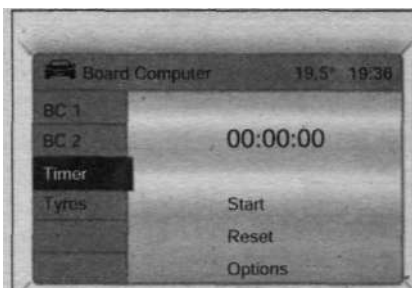 Board Computer 19,5° 19:36
BC 1
BC 2 00:00:00
Timer
Tyres Start
Reset
Options